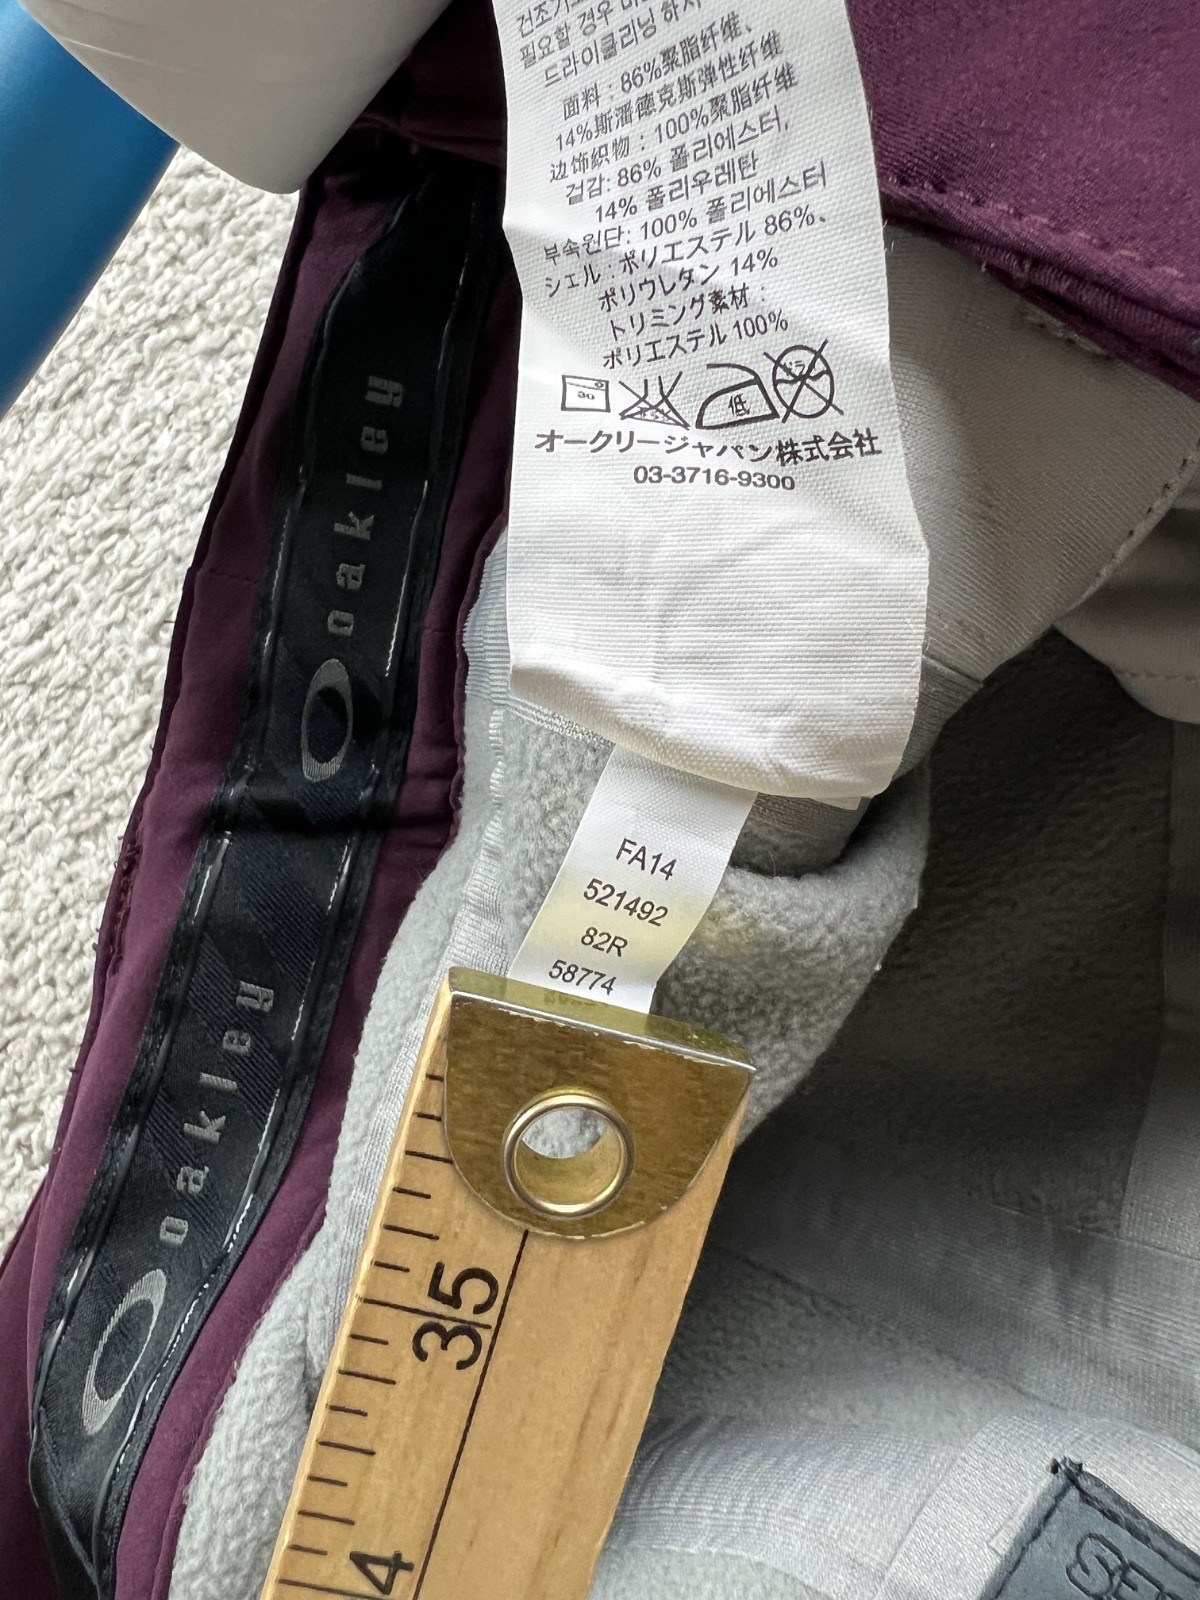 필요할 경우
드라이클리닝 하지
面料：86%聚脂纤维、
14%斯潘德克斯弹性纤维
边饰织物：100%聚脂纤维
겉감: 86% 폴리에스터,
14% 폴리우레탄
부속원단: 100% 폴리에스터
シェル：ポリエステル 86%、
ポリウレタン 14%
トリミング素材：
ポリエステル 100%
30
低
ドライ
オークリージャパン株式会社
03-3716-9300
oakley
oakley
FA14
521492
82R
58774
35
4